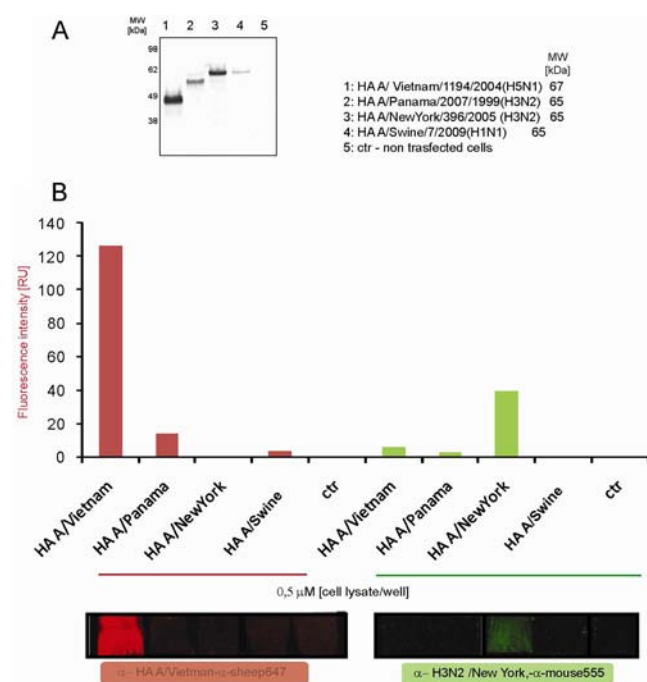 A
MW
[kDa]
1 2 3 4 5
98
62
49
38
MW
[kDa]
1: HA A/ Vietnam/1194/2004(H5N1) 67
2: HA A/Panama/2007/1999(H3N2) 65
3: HA A/NewYork/396/2005 (H3N2) 65
4: HA A/Swine/7/2009(H1N1) 65
5: ctr - non trasfected cells
B
Fluorescence intensity [RU]
140
120
100
80
60
40
20
0
HA A/Vietnam
HA A/Panama
HA A/NewYork
HA A/Swine
ctr
HA A/Vietnam
HA A/Panama
HA A/NewYork
HA A/Swine
ctr
0,5 μM [cell lysate/well]
α– HA A/Vietman-α-sheep647
α– H3N2 /New York,-α-mouse555